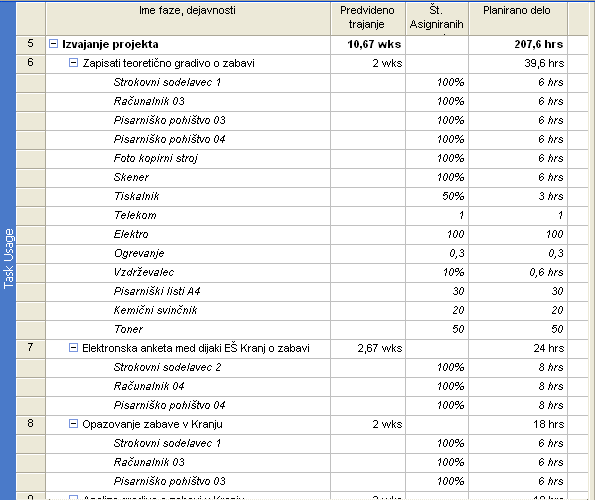 Ime faze, dejavnosti Predvideno trajanje Št. Asigniranih Planirano delo
5 Izvajanje projekta 10,67 wks 207,6 hrs
6 Zapisati teoretično gradivo o zabavi 2 wks 39,6 hrs
Strokovni sodelavec 1 100% 6 hrs
Računalnik 03 100% 6 hrs
Pisarniško pohištvo 03 100% 6 hrs
Pisarniško pohištvo 04 100% 6 hrs
Foto kopirni stroj 100% 6 hrs
Skener 100% 6 hrs
Tiskalnik 50% 3 hrs
Telekom 1 1
Elektro 100 100
Ogrevanje 0,3 0,3
Vzdrževalec 10% 0,6 hrs
Pisarniški listi A4 30 30
Kemični svinčnik 20 20
Toner 50 50
7 Elektronska anketa med dijaki EŠ Kranj o zabavi 2,67 wks 24 hrs
Strokovni sodelavec 2 100% 8 hrs
Računalnik 04 100% 8 hrs
Pisarniško pohištvo 04 100% 8 hrs
8 Opazovanje zabave v Kranju 2 wks 18 hrs
Strokovni sodelavec 1 100% 6 hrs
Računalnik 03 100% 6 hrs
Pisarniško pohištvo 03 100% 6 hrs
Task Usage